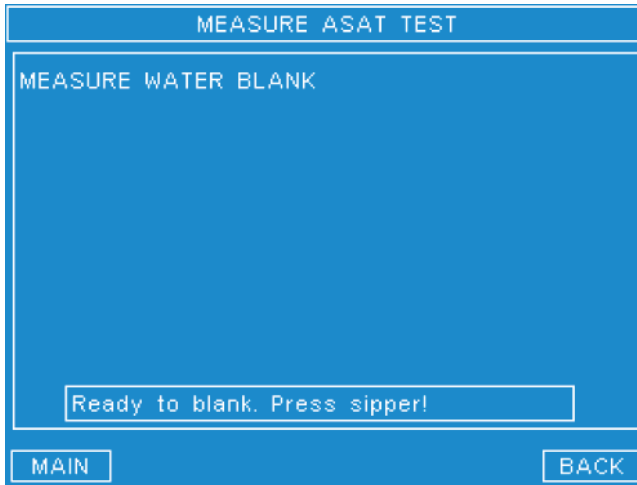 MEASURE ASAT TEST
MEASURE WATER BLANK
Ready to blank. Press sipper!
MAIN
BACK